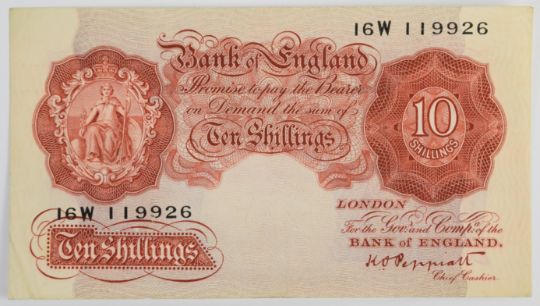 16W 119926
Bank of England
Promise to pay the Bearer
on Demand the sum of
Ten Shillings
10
SHILLINGS
16W 119926
Ten Shillings
LONDON
For the Govr. and Compa. of the
BANK OF ENGLAND.
K O Peppiatt
Chief Cashier.